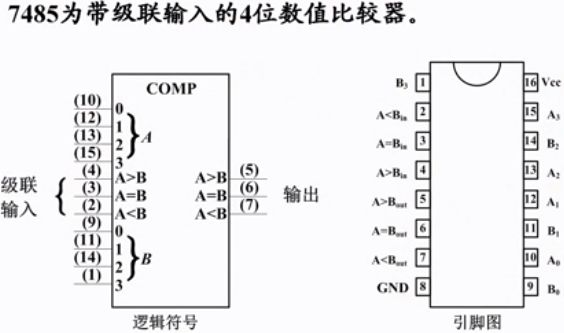 7485为带级联输入的4位数值比较器。
COMP
(10) 0
(12) 1
(13) 2
(15) 3
A
级联
输入
(4) A>B
(3) A=B
(2) A<B
A>B (5)
A=B (6)
A<B (7)
输出
(9) 0
(11) 1
(14) 2
(1) 3
B
逻辑符号
B₃ 1
A<Bin 2
A=Bin 3
A>Bin 4
A>Bout 5
A=Bout 6
A<Bout 7
GND 8
16 Vcc
15 A₃
14 B₂
13 A₂
12 A₁
11 B₁
10 A₀
9 B₀
引脚图